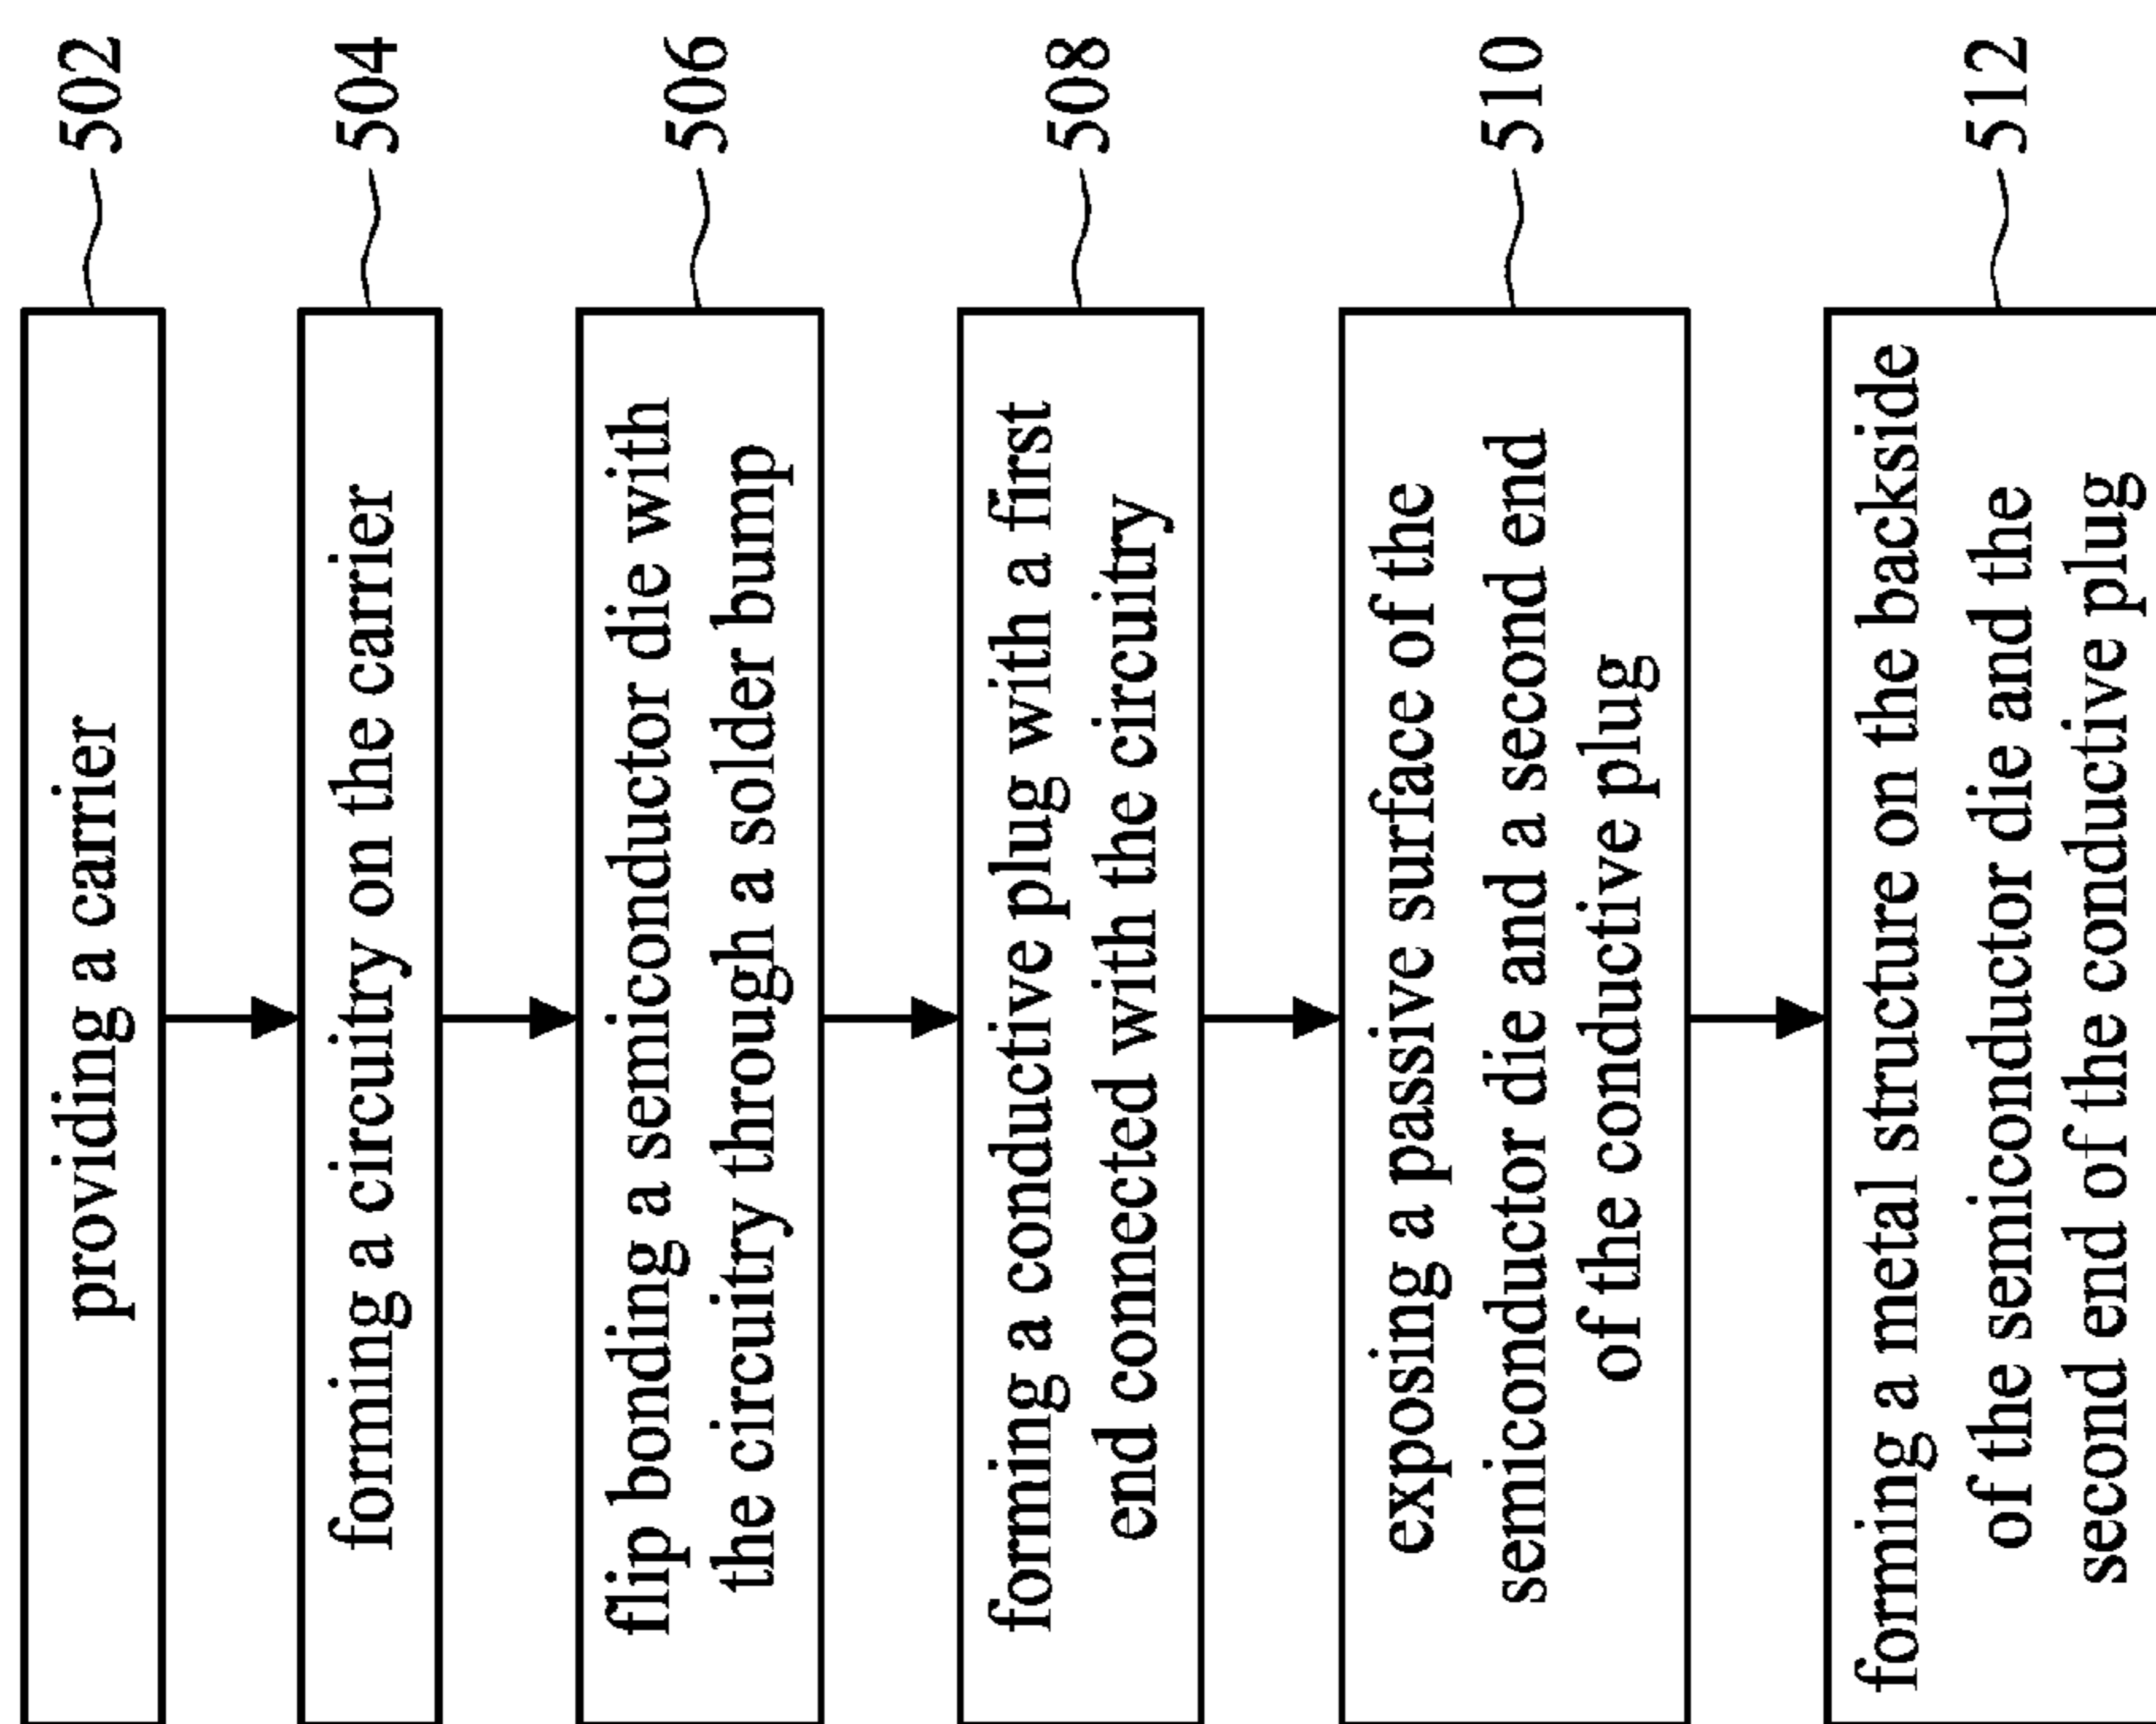 providing a carrier
502
forming a circuitry on the carrier
504
flip bonding a semiconductor die with
the circuitry through a solder bump
506
forming a conductive plug with a first
end connected with the circuitry
508
exposing a passive surface of the
semiconductor die and a second end
of the conductive plug
510
forming a metal structure on the backside
of the semiconductor die and the
second end of the conductive plug
512